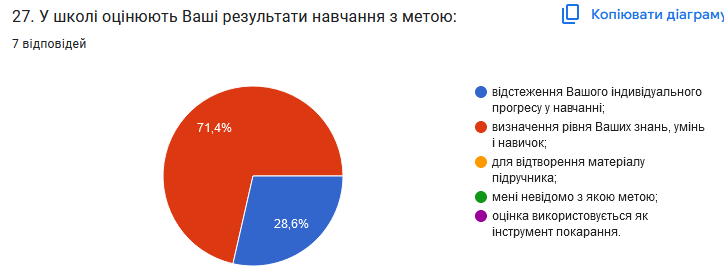 27. У школі оцінюють Ваші результати навчання з метою:
Копіювати діаграму
7 відповідей
71,4%
28,6%
відстеження Вашого індивідуального
прогресу у навчанні;
визначення рівня Ваших знань, умінь
і навичок;
для відтворення матеріалу
підручника;
мені невідомо з якою метою;
оцінка використовується як
інструмент покарання.